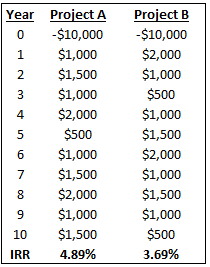 Year Project A Project B
0 -$10,000 -$10,000
1 $1,000 $2,000
2 $1,500 $1,000
3 $1,000 $500
4 $2,000 $1,000
5 $500 $1,500
6 $1,000 $2,000
7 $1,500 $1,000
8 $2,000 $1,500
9 $1,000 $1,000
10 $1,500 $500
IRR 4.89% 3.69%